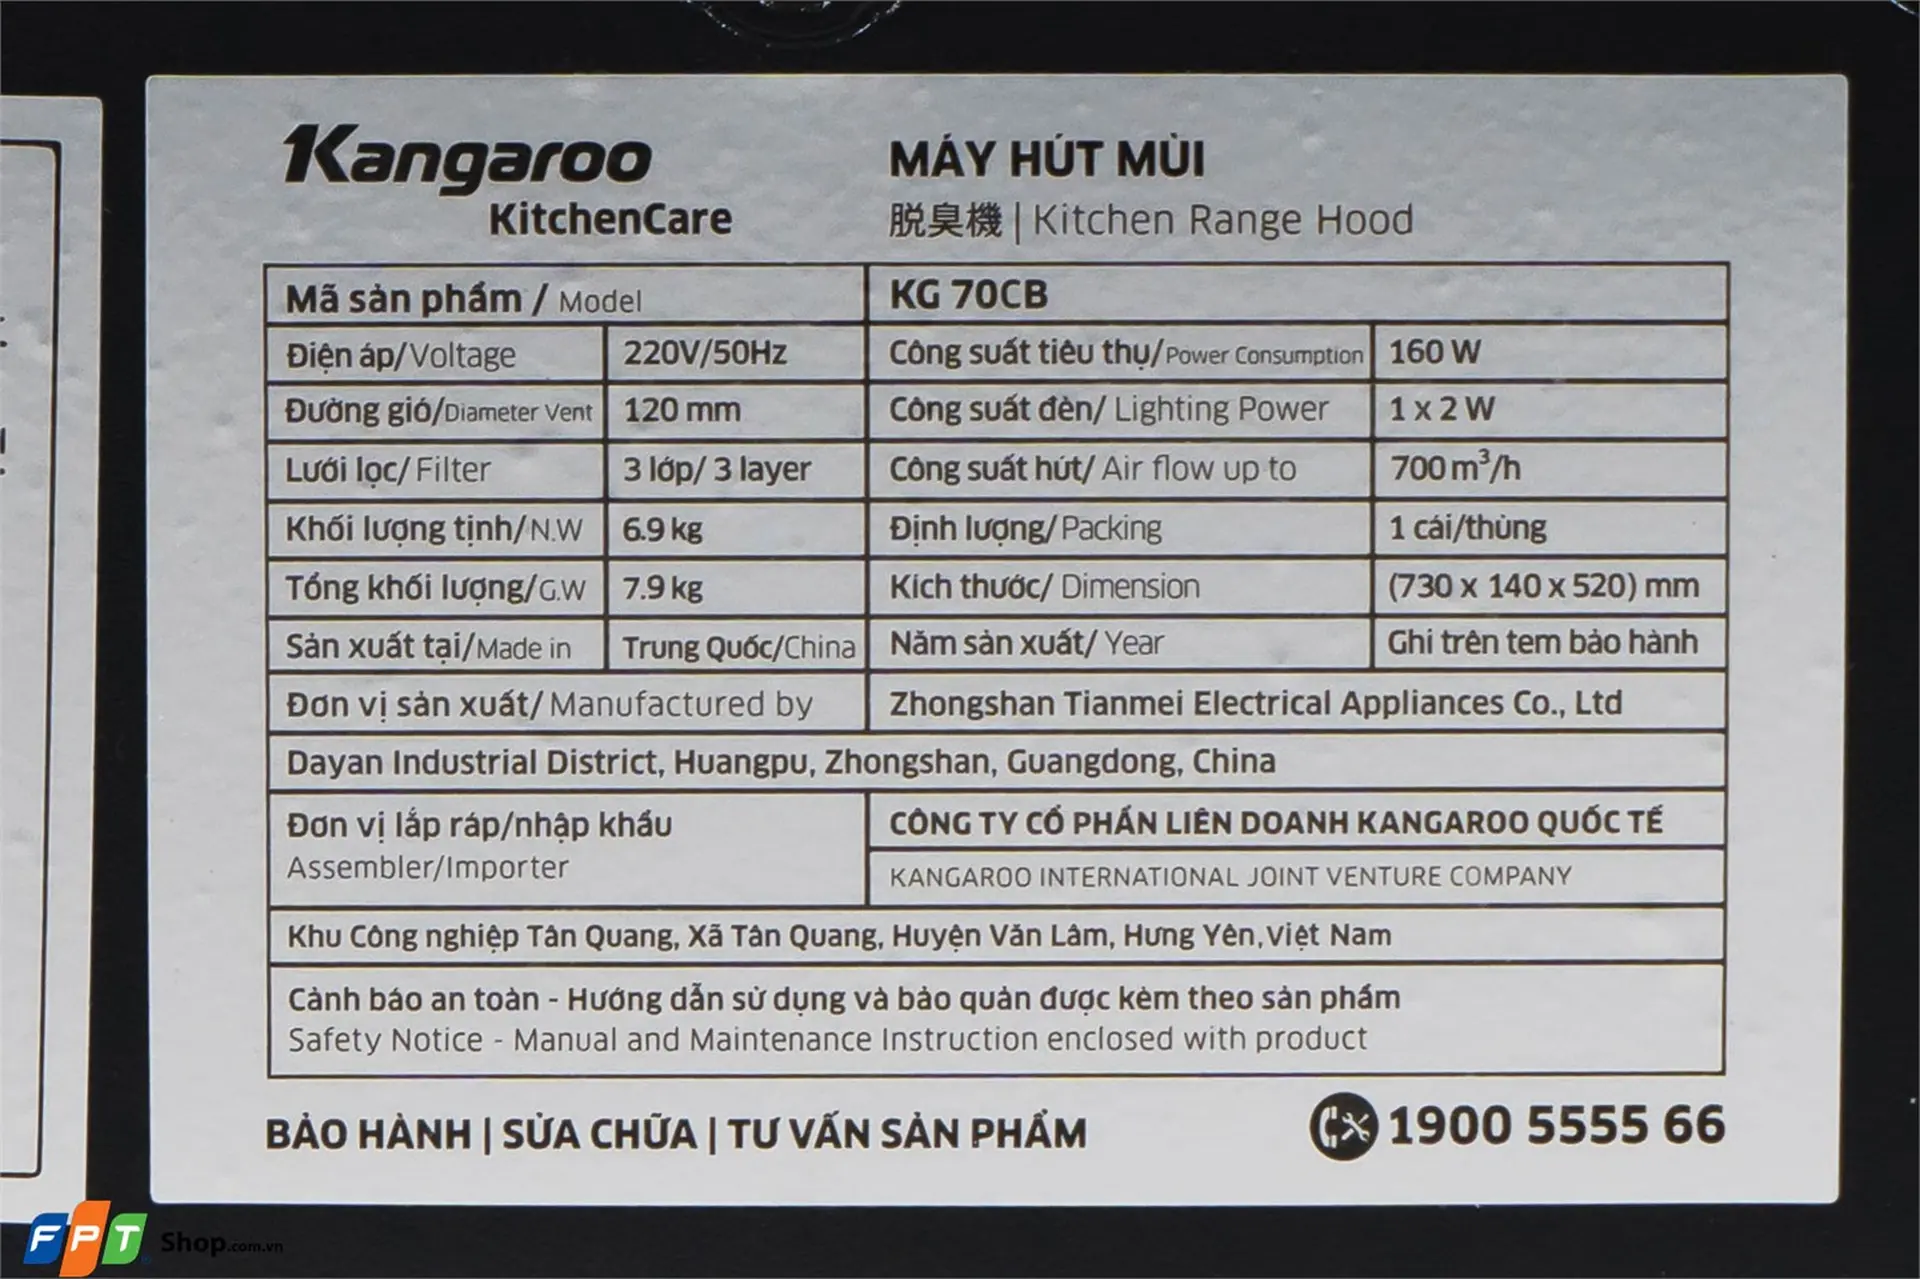 Kangaroo
KitchenCare
MÁY HÚT MÙI
脱臭機 | Kitchen Range Hood
Mã sản phẩm / Model KG 70CB
Điện áp/Voltage 220V/50Hz Công suất tiêu thụ/Power Consumption 160 W
Đường gió/Diameter Vent 120 mm Công suất đèn/ Lighting Power 1 x 2 W
Lưới lọc/ Filter 3 lớp/ 3 layer Công suất hút/ Air flow up to 700 m³/h
Khối lượng tịnh/N.W 6.9 kg Định lượng/ Packing 1 cái/thùng
Tổng khối lượng/G.W 7.9 kg Kích thước/ Dimension (730 x 140 x 520) mm
Sản xuất tại/Made in Trung Quốc/China Năm sản xuất/ Year Ghi trên tem bảo hành
Đơn vị sản xuất/ Manufactured by Zhongshan Tianmei Electrical Appliances Co., Ltd
Dayan Industrial District, Huangpu, Zhongshan, Guangdong, China
Đơn vị lắp ráp/nhập khẩu
Assembler/Importer
CÔNG TY CỔ PHẦN LIÊN DOANH KANGAROO QUỐC TẾ
KANGAROO INTERNATIONAL JOINT VENTURE COMPANY
Khu Công nghiệp Tân Quang, Xã Tân Quang, Huyện Văn Lâm, Hưng Yên,Việt Nam
Cảnh báo an toàn - Hướng dẫn sử dụng và bảo quản được kèm theo sản phẩm
Safety Notice - Manual and Maintenance Instruction enclosed with product
BẢO HÀNH | SỬA CHỮA | TƯ VẤN SẢN PHẨM 1900 5555 66
FPT Shop.com.vn